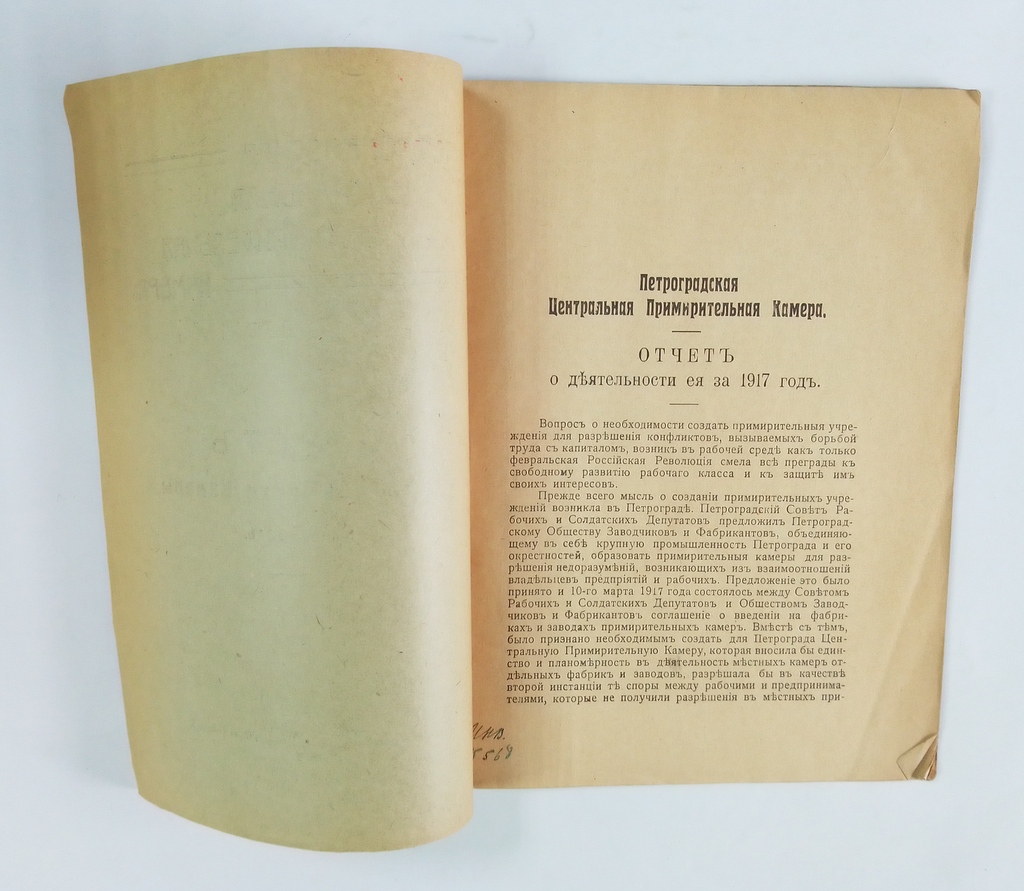 Петроградская
Центральная Примирительная Камера.
ОТЧЕТЪ
о дѣятельности ея за 1917 годъ.
Вопросъ о необходимости создать примирительныя учре-
жденія для разрѣшенія конфликтовъ, вызываемыхъ борьбой
труда съ капиталомъ, возникъ въ рабочей средѣ какъ только
февральская Россійская Революція смела всѣ преграды къ
свободному развитію рабочаго класса и къ защитѣ имъ
своихъ интересовъ.
Прежде всего мысль о созданіи примирительныхъ учре-
жденій возникла въ Петроградѣ. Петроградскій Совѣтъ Ра-
бочихъ и Солдатскихъ Депутатовъ предложилъ Петроград-
скому Обществу Заводчиковъ и Фабрикантовъ, объединяю-
щему въ себѣ крупную промышленность Петрограда и его
окрестностей, образовать примирительныя камеры для раз-
рѣшенія недоразумѣній, возникающихъ изъ взаимоотношеній
владѣльцевъ предпріятій и рабочихъ. Предложеніе это было
принято и 10-го марта 1917 года состоялось между Совѣтомъ
Рабочихъ и Солдатскихъ Депутатовъ и Обществомъ Завод-
чиковъ и Фабрикантовъ соглашеніе о введеніи на фабри-
кахъ и заводахъ примирительныхъ камеръ. Вмѣстѣ съ тѣмъ,
было признано необходимымъ создать для Петрограда Цен-
тральную Примирительную Камеру, которая вносила бы един-
ство и планомѣрность въ дѣятельность мѣстныхъ камеръ от-
дѣльныхъ фабрикъ и заводовъ, разрѣшала бы въ качествѣ
второй инстанціи тѣ споры между рабочими и предпринима-
телями, которые не получили разрѣшенія въ мѣстныхъ при-
Инв.